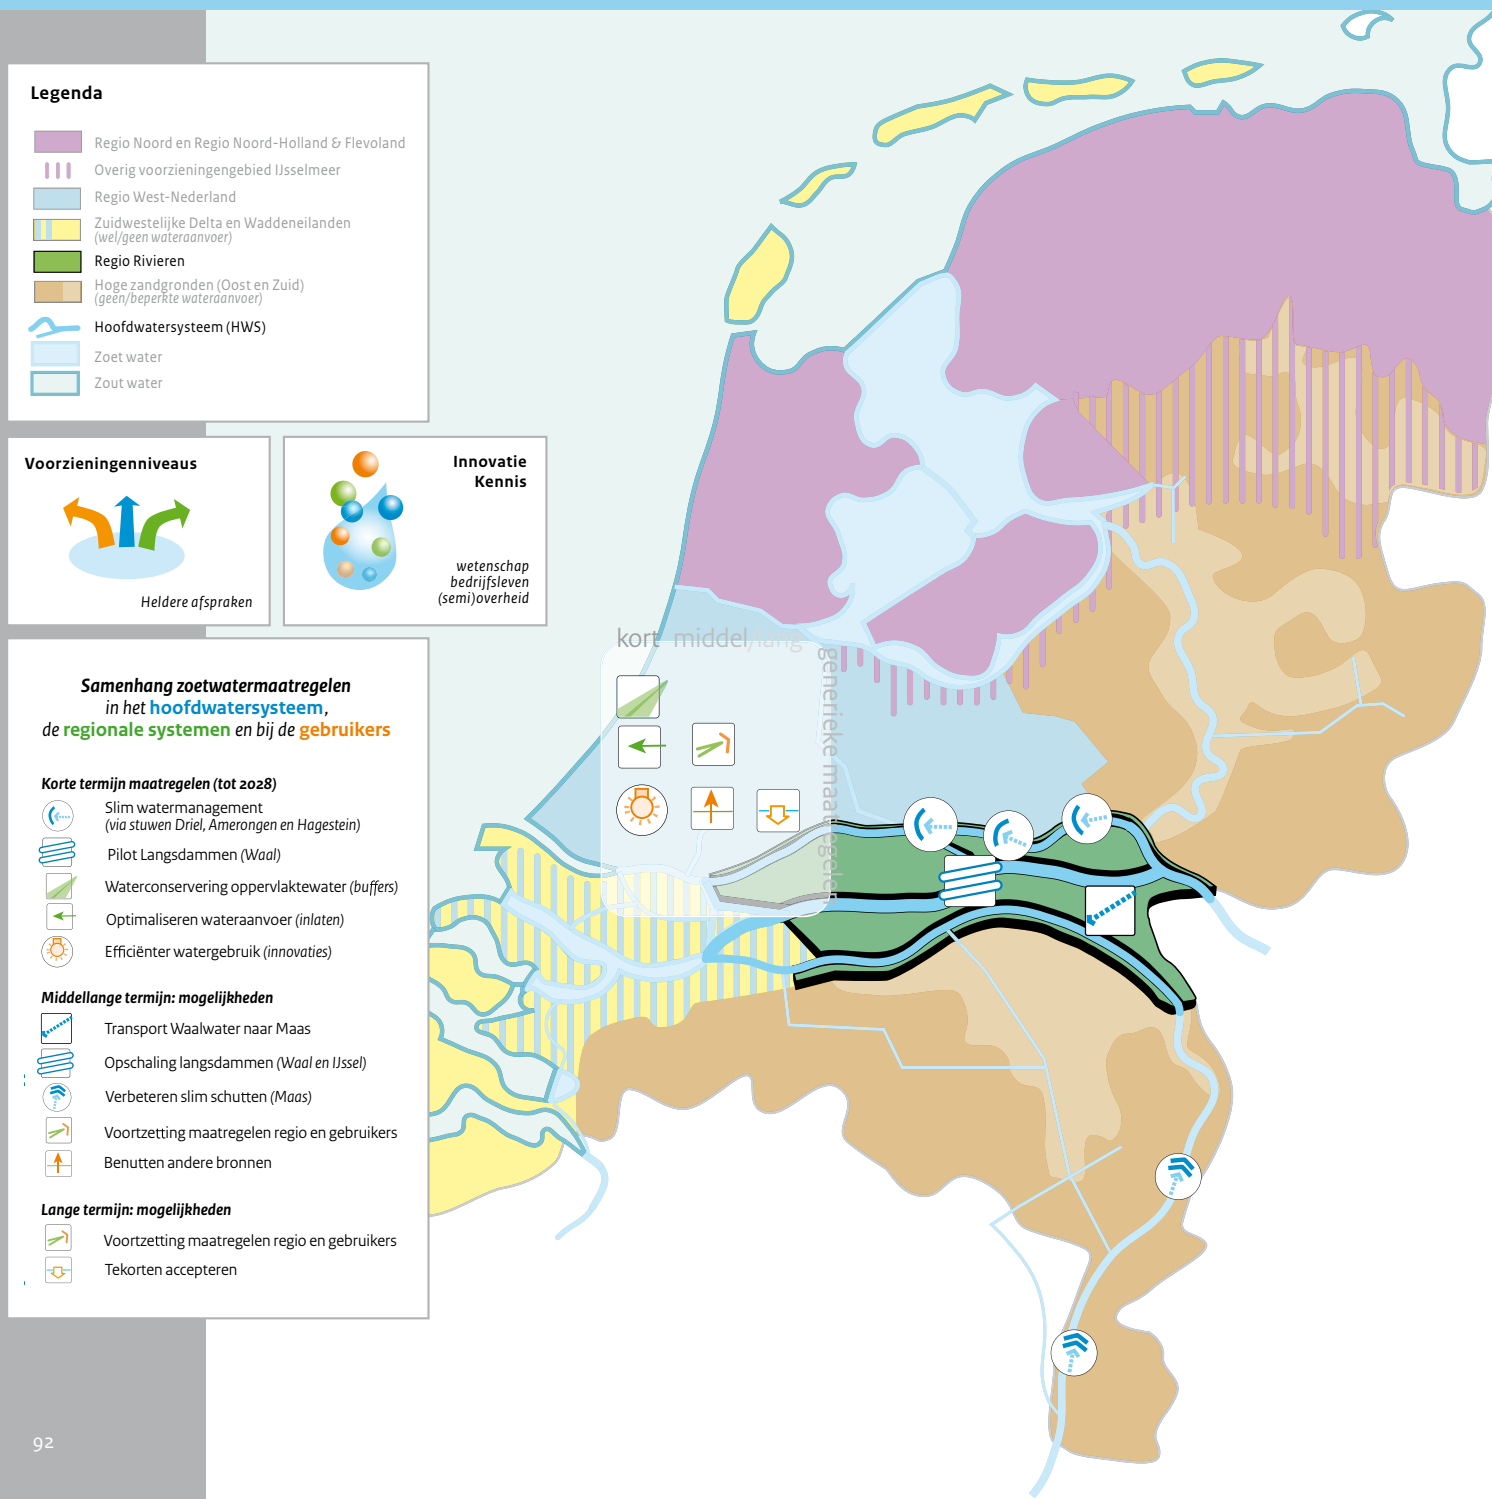 Legenda
Regio Noord en Regio Noord-Holland & Flevoland
Overig voorzieningengebied IJsselmeer
Regio West-Nederland
Zuidwestelijke Delta en Waddeneilanden
(wel/geen wateraanvoer)
Regio Rivieren
Hoge zandgronden (Oost en Zuid)
(geen/beperkte wateraanvoer)
Hoofdwatersysteem (HWS)
Zoet water
Zout water
Voorzieningenniveaus
Heldere afspraken
Innovatie
Kennis
wetenschap
bedrijfsleven
(semi)overheid
Samenhang zoetwatermaatregelen
in het hoofdwatersysteem,
de regionale systemen en bij de gebruikers
Korte termijn maatregelen (tot 2028)
Slim watermanagement
(via stuwen Driel, Amerongen en Hagestein)
Pilot Langsdammen (Waal)
Waterconservering oppervlaktewater (buffers)
Optimaliseren wateraanvoer (inlaten)
Efficiënter watergebruik (innovaties)
Middellange termijn: mogelijkheden
Transport Waalwater naar Maas
Opschaling langsdammen (Waal en IJssel)
Verbeteren slim schutten (Maas)
Voortzetting maatregelen regio en gebruikers
Benutten andere bronnen
Lange termijn: mogelijkheden
Voortzetting maatregelen regio en gebruikers
Tekorten accepteren
kort middel/lang
generieke maatregelen
92